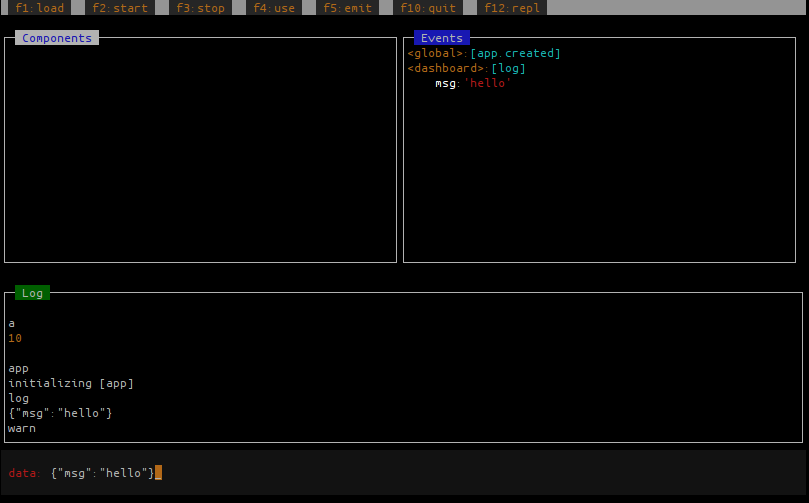 f1:load f2:start f3:stop f4:use f5:emit f10:quit f12:repl
Components
Events
<global>:[app.created]
<dashboard>:[log]
msg:'hello'
Log
a
10
app
initializing [app]
log
{"msg":"hello"}
warn
data: {"msg":"hello"}_